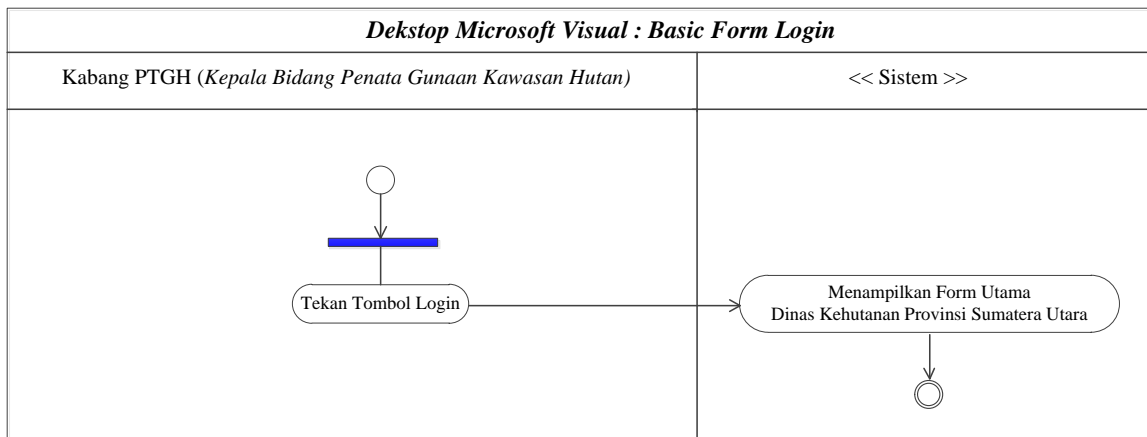 Dekstop Microsoft Visual : Basic Form Login
Kabang PTGH (Kepala Bidang Penata Gunaan Kawasan Hutan)
<< Sistem >>
Tekan Tombol Login
Menampilkan Form Utama
Dinas Kehutanan Provinsi Sumatera Utara